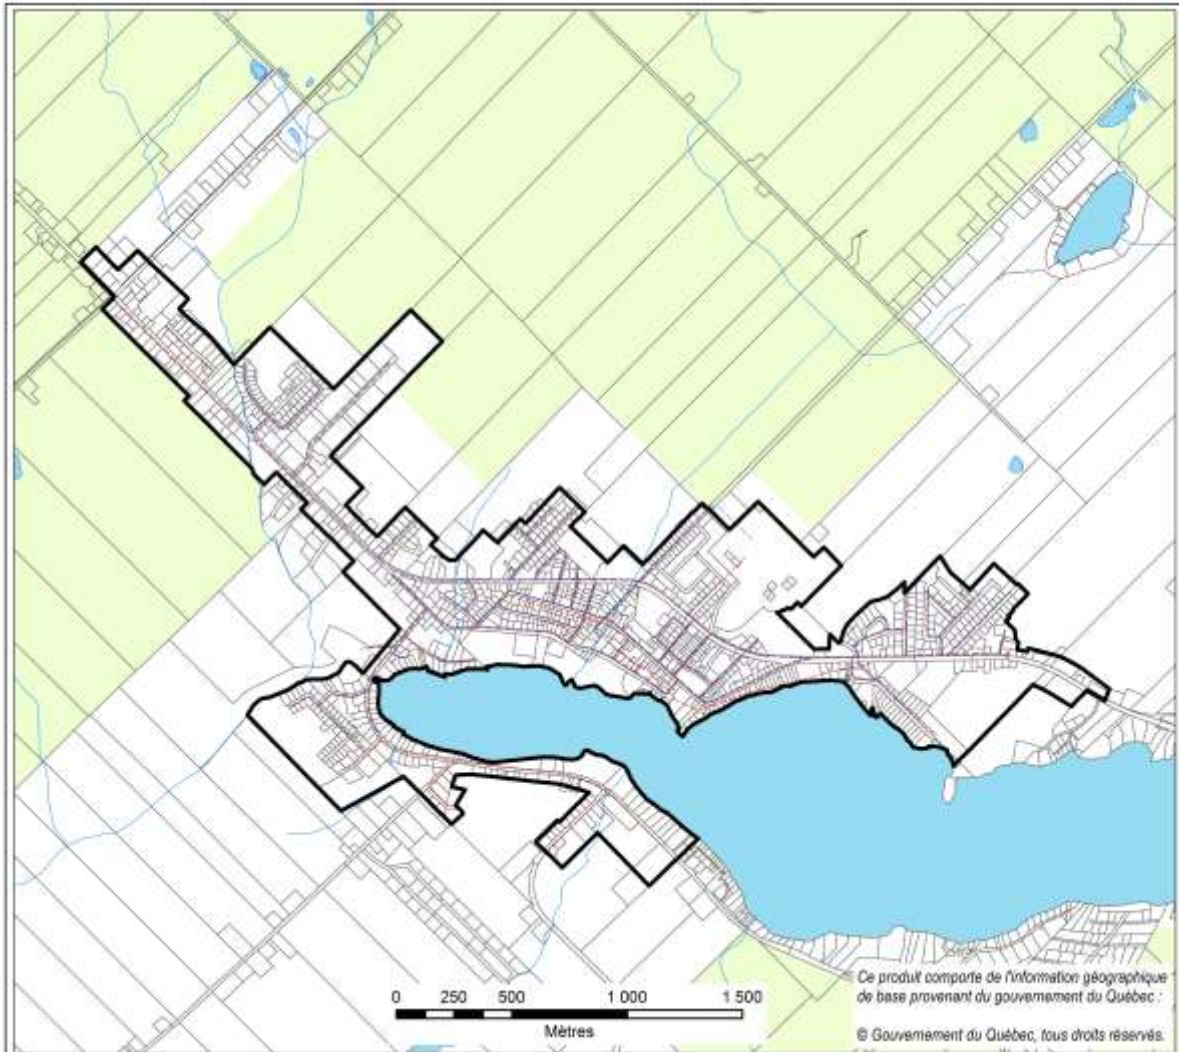 0 250 500 1 000 1 500
Mètres
Ce produit comporte de l'information géographique
de base provenant du gouvernement du Québec :
© Gouvernement du Québec, tous droits réservés.